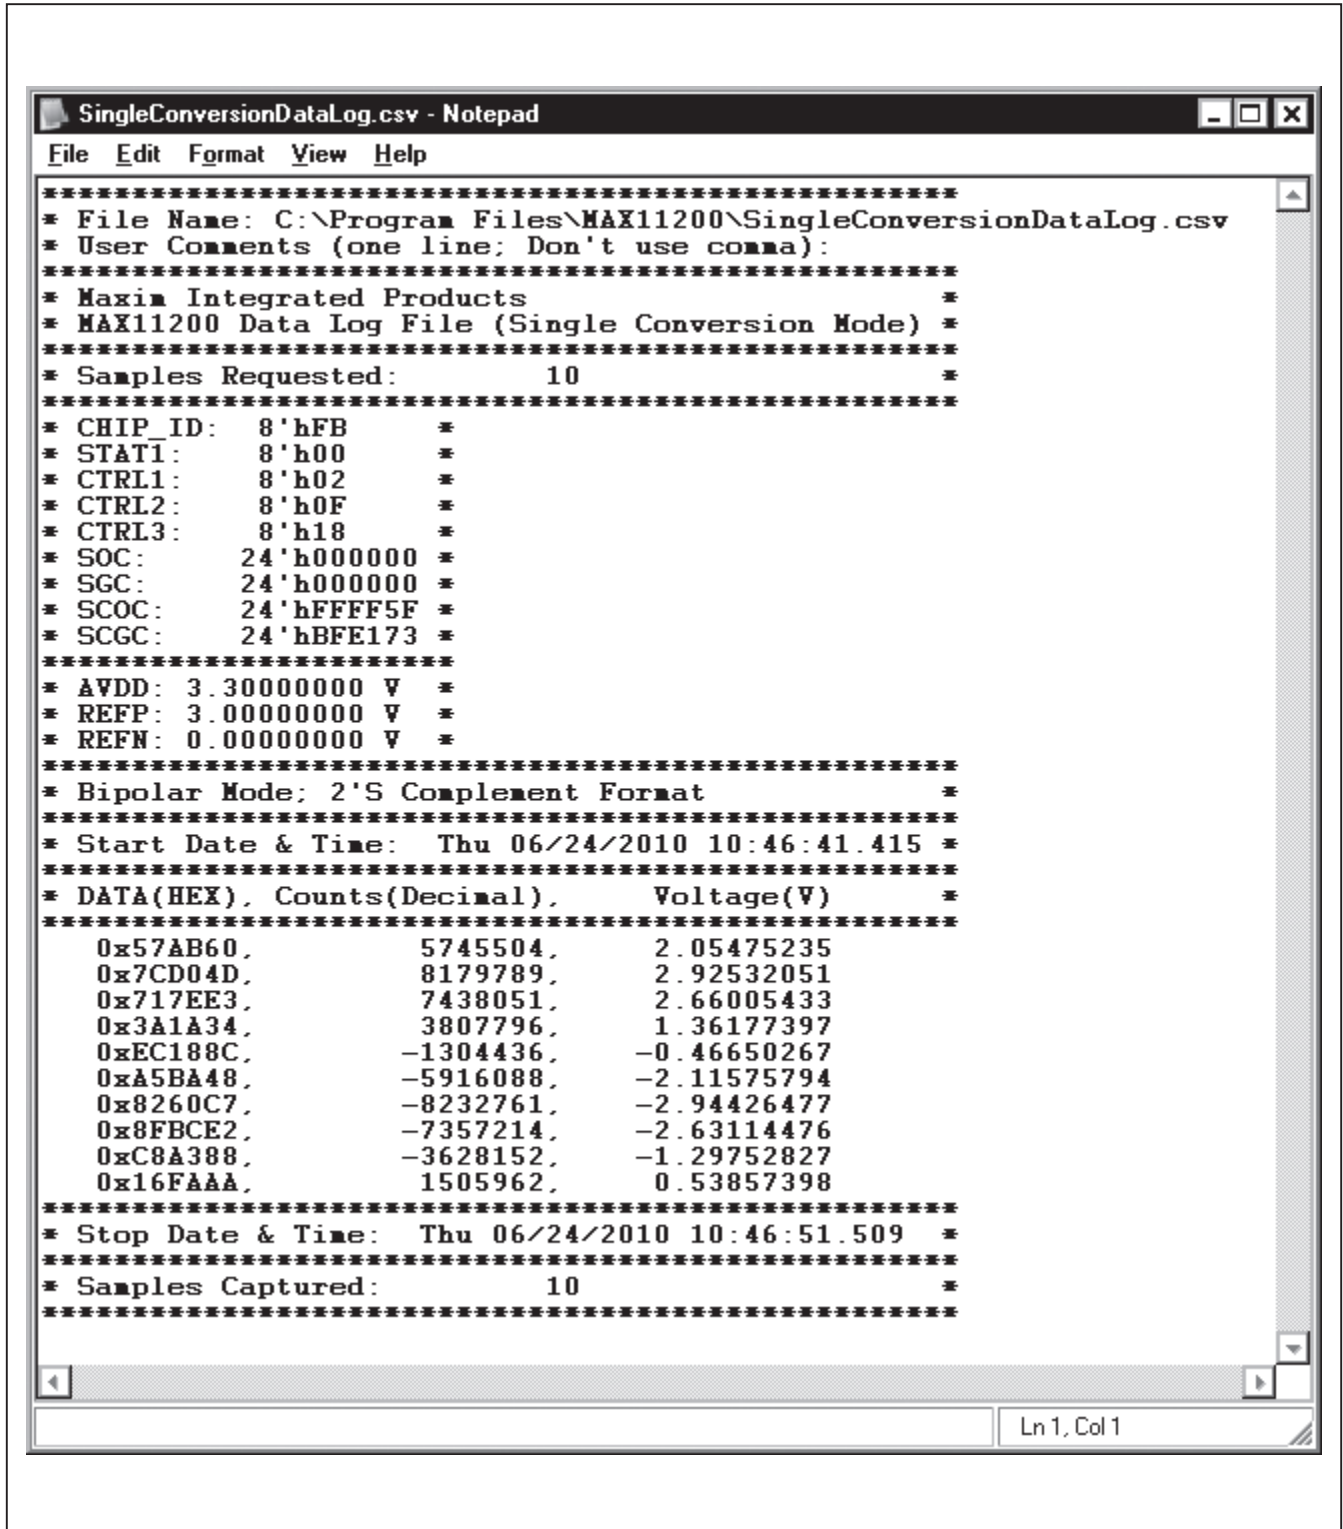 SingleConversionDataLog.csv - Notepad
File Edit Format View Help
***************************************************
* File Name: C:\Program Files\MAX11200\SingleConversionDataLog.csv
* User Comments (one line; Don't use comma):
***************************************************
* Maxim Integrated Products *
* MAX11200 Data Log File (Single Conversion Mode) *
***************************************************
* Samples Requested: 10 *
***************************************************
* CHIP_ID: 8'hFB *
* STAT1: 8'h00 *
* CTRL1: 8'h02 *
* CTRL2: 8'h0F *
* CTRL3: 8'h18 *
* SOC: 24'h000000 *
* SGC: 24'h000000 *
* SCOC: 24'hFFFF5F *
* SCGC: 24'hBFE173 *
***********************
* AVDD: 3.30000000 V *
* REFP: 3.00000000 V *
* REFN: 0.00000000 V *
***************************************************
* Bipolar Mode; 2'S Complement Format *
***************************************************
* Start Date & Time: Thu 06/24/2010 10:46:41.415 *
***************************************************
* DATA(HEX), Counts(Decimal), Voltage(V) *
***************************************************
0x57AB60, 5745504, 2.05475235
0x7CD04D, 8179789, 2.92532051
0x717EE3, 7438051, 2.66005433
0x3A1A34, 3807796, 1.36177397
0xEC188C, -1304436, -0.46650267
0xA5BA48, -5916088, -2.11575794
0x8260C7, -8232761, -2.94426477
0x8FBCE2, -7357214, -2.63114476
0xC8A388, -3628152, -1.29752827
0x16FAAA, 1505962, 0.53857398
***************************************************
* Stop Date & Time: Thu 06/24/2010 10:46:51.509 *
***************************************************
* Samples Captured: 10 *
***************************************************
Ln 1, Col 1